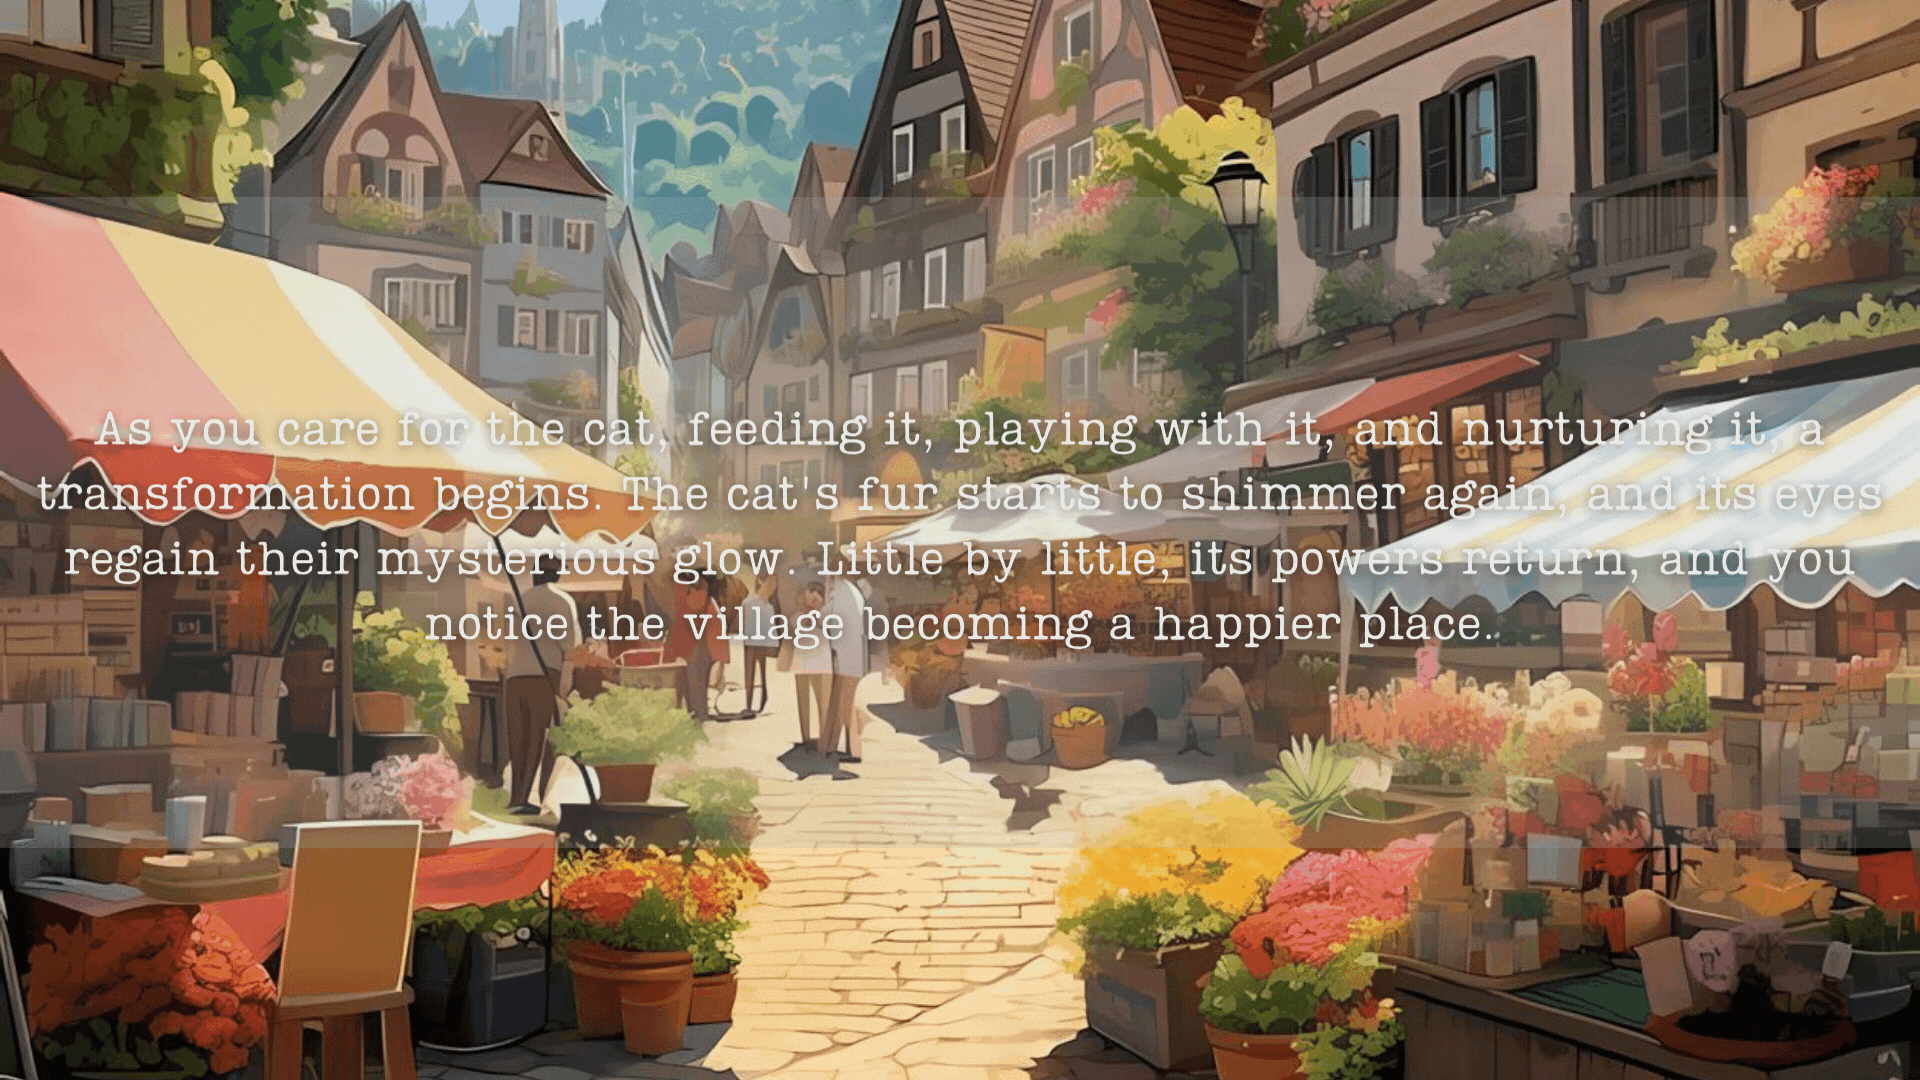 As you care for the cat, feeding it, playing with it, and nurturing it, a
transformation begins. The cat's fur starts to shimmer again, and its eyes
regain their mysterious glow. Little by little, its powers return, and you
notice the village becoming a happier place.